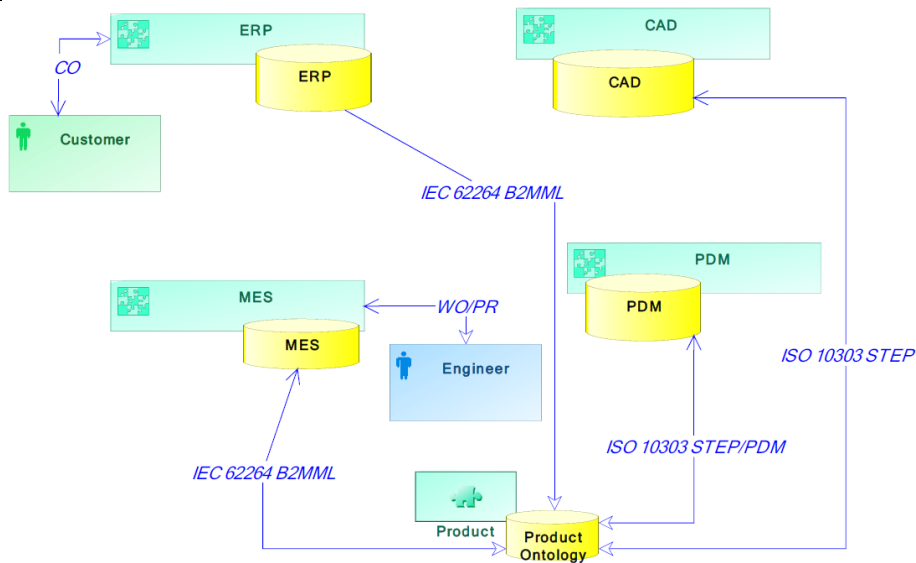 ERP
CAD
ERP
CAD
CO
Customer
IEC 62264 B2MML
PDM
MES
PDM
WO/PR
MES
ISO 10303 STEP
Engineer
ISO 10303 STEP/PDM
IEC 62264 B2MML
Product
Product
Ontology